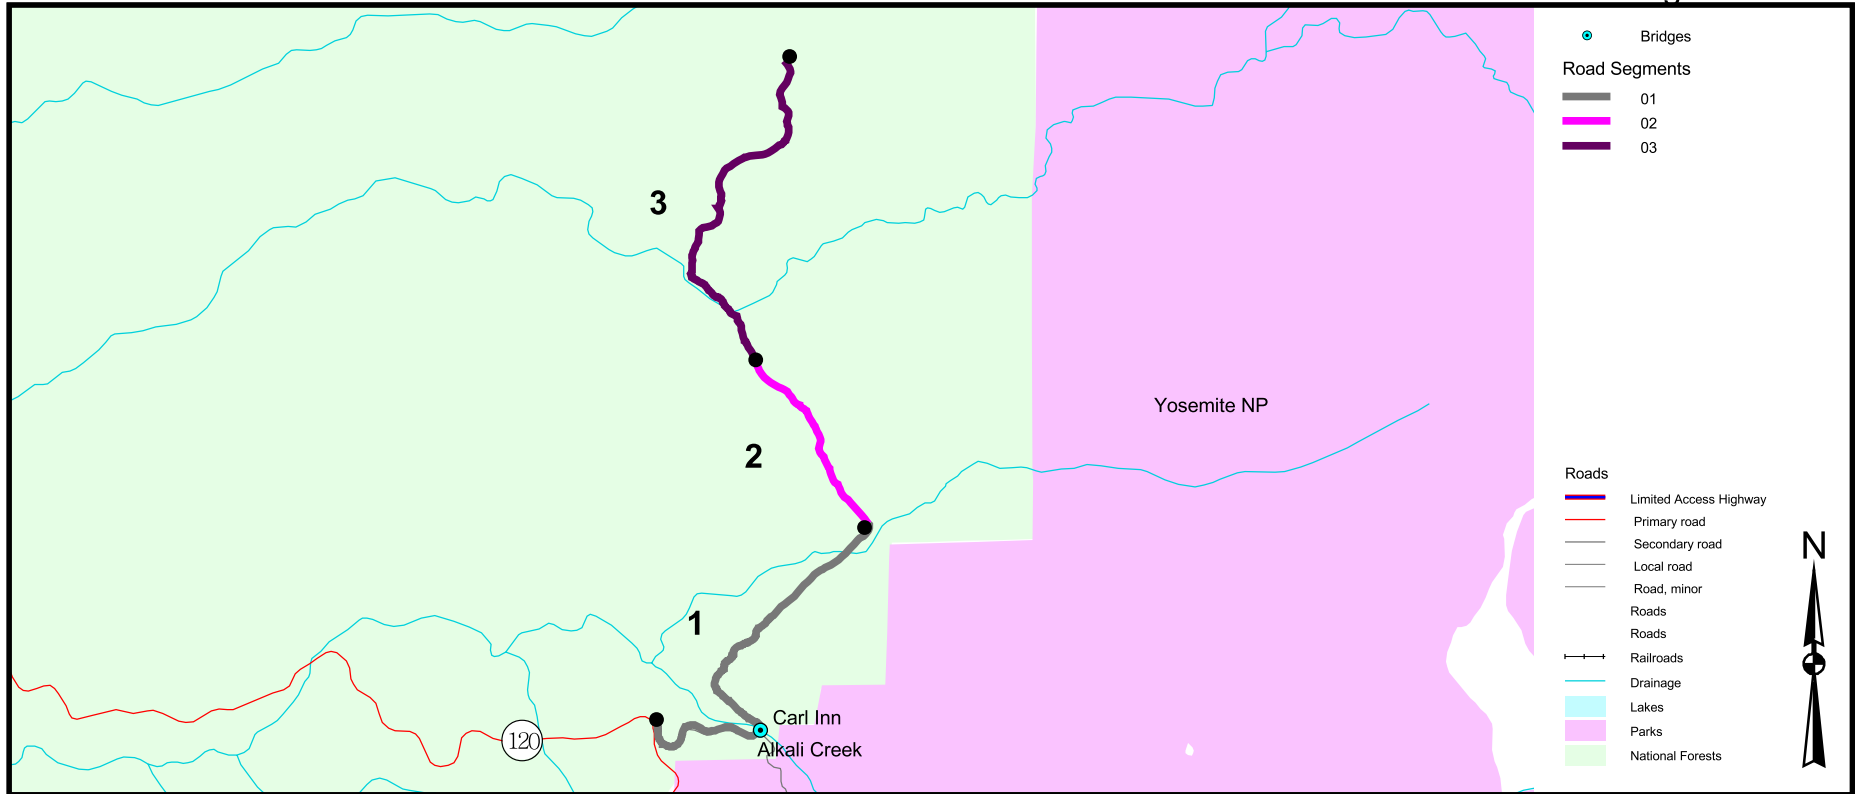 Bridges
Road Segments
01
02
03
3
Yosemite NP
2
1
Carl Inn
Alkali Creek
120
Roads
Limited Access Highway
Primary road
Secondary road
Local road
Road, minor
Roads
Roads
Railroads
Drainage
Lakes
Parks
National Forests
N